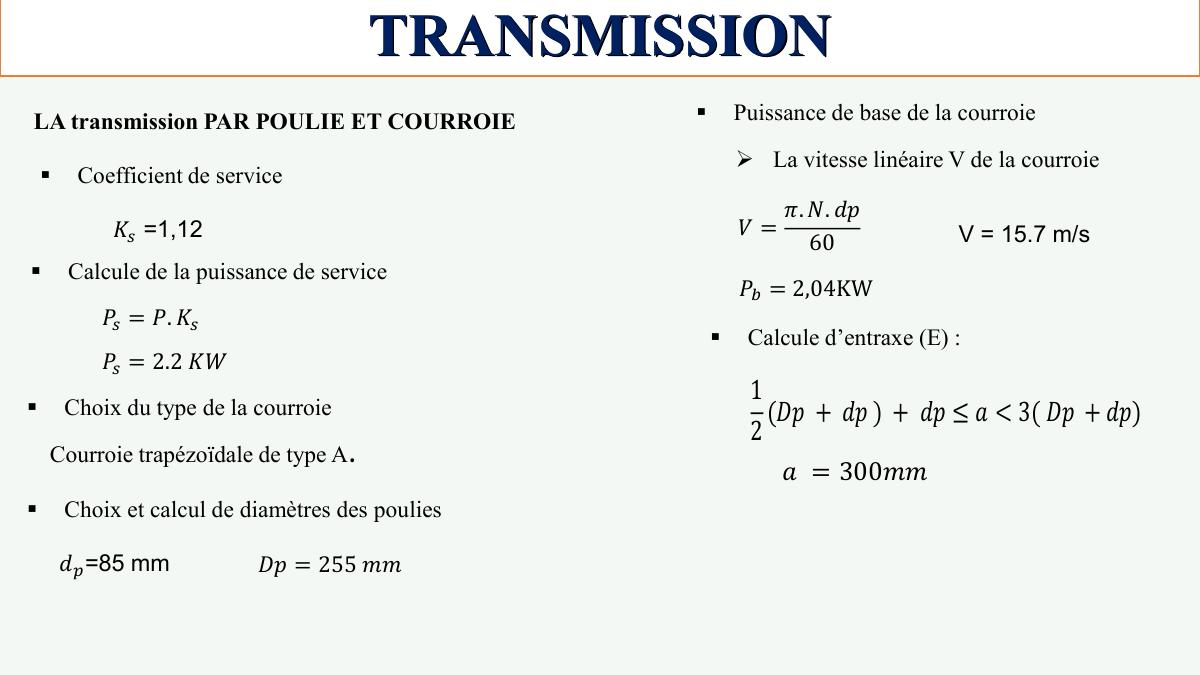 TRANSMISSION
LA transmission PAR POULIE ET COURROIE
▪ Coefficient de service
K_s =1,12
▪ Calcule de la puissance de service
P_s = P.K_s
P_s = 2.2 KW
▪ Choix du type de la courroie
Courroie trapézoïdale de type A.
▪ Choix et calcul de diamètres des poulies
d_p=85 mm Dp = 255 mm
▪ Puissance de base de la courroie
➢ La vitesse linéaire V de la courroie
V = π.N.dp/60 V = 15.7 m/s
P_b = 2,04KW
▪ Calcule d’entraxe (E) :
1/2(Dp + dp ) + dp ≤ a < 3( Dp + dp)
a = 300mm